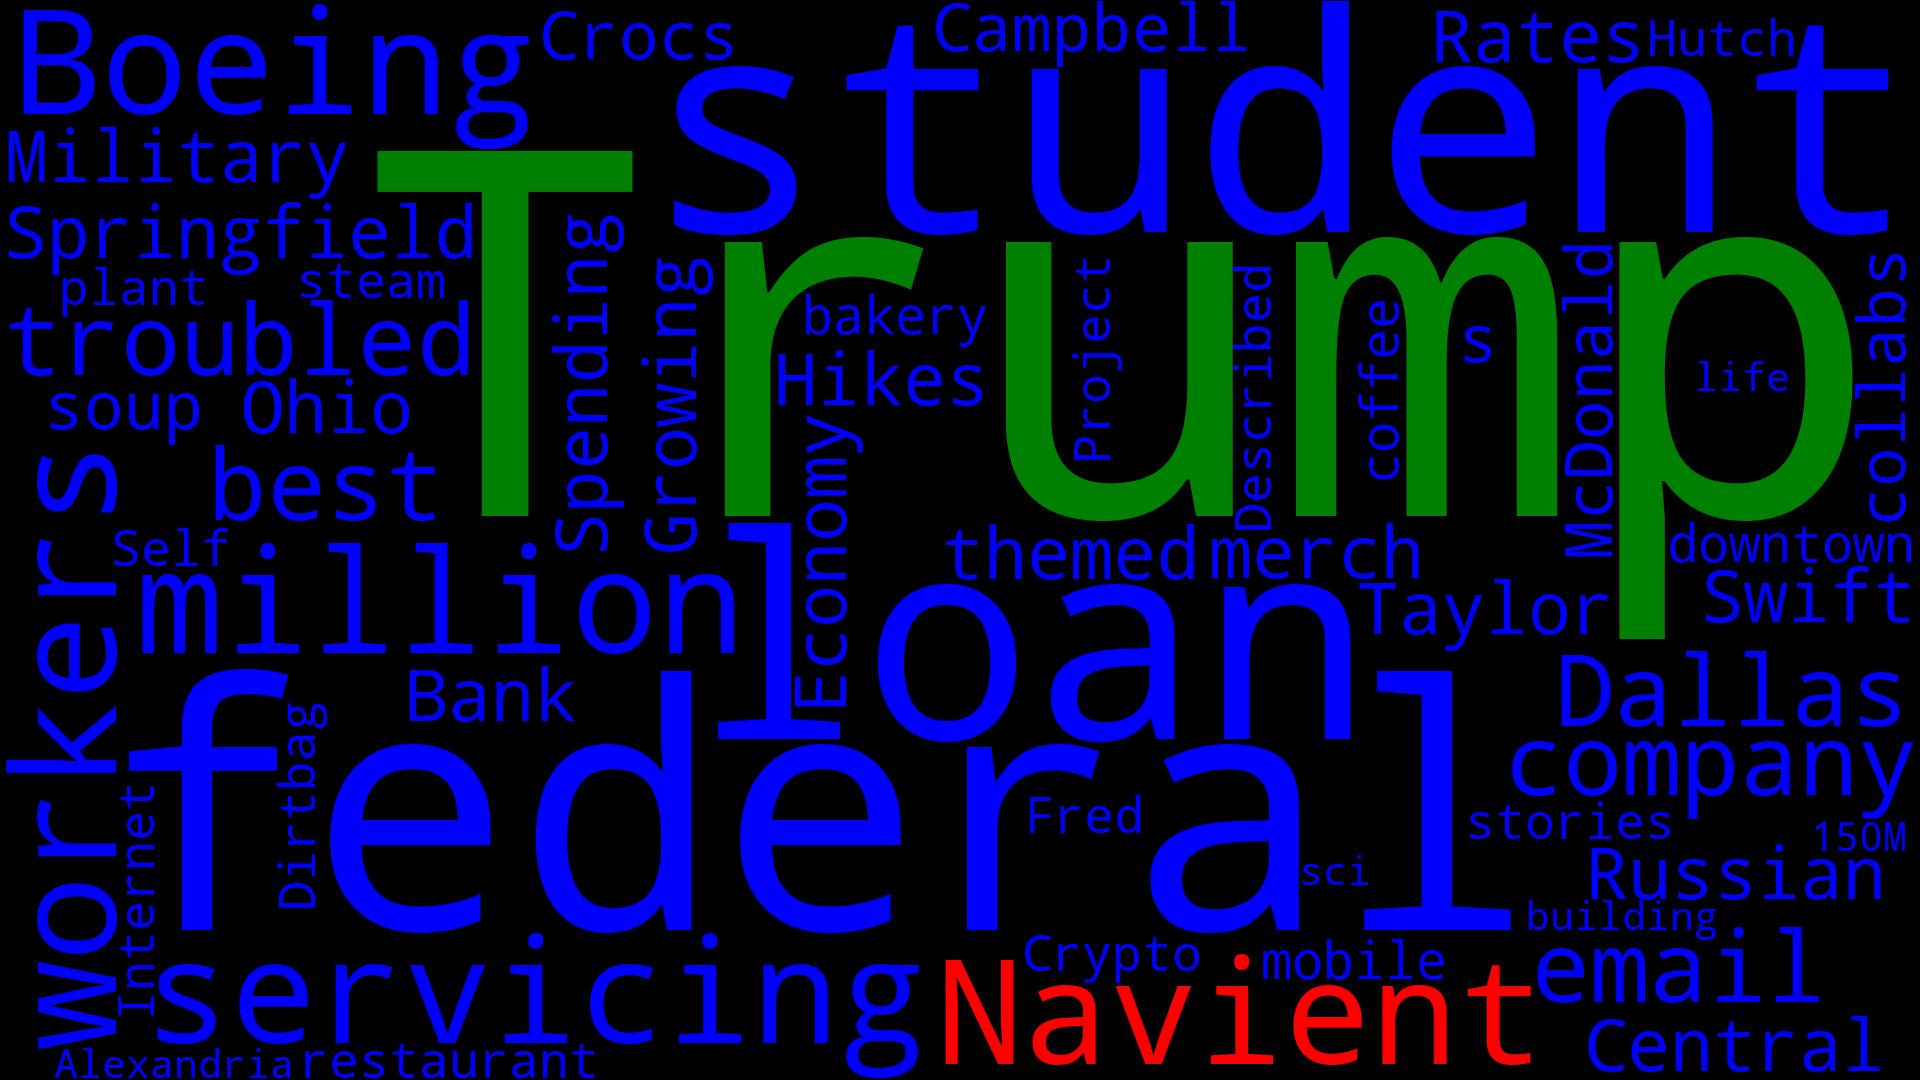 Boeing
Crocs
Campbell
Rates
Hutch
student
Military
Trump
Springfield
plant
steam
troubled
Spending
Growing
bakery
Hikes
Project
Described
coffee
s
McDonald
life
collabs
soup
Ohio
best
Economy
workers
Self
million
loan
themed
merch
downtown
Taylor
Swift
Bank
federal
Dallas
company
Dirtbag
Internet
Fred
sci
stories
150M
Russian
building
servicing
Crypto
mobile
Navient
email
Central
Alexandria
restaurant